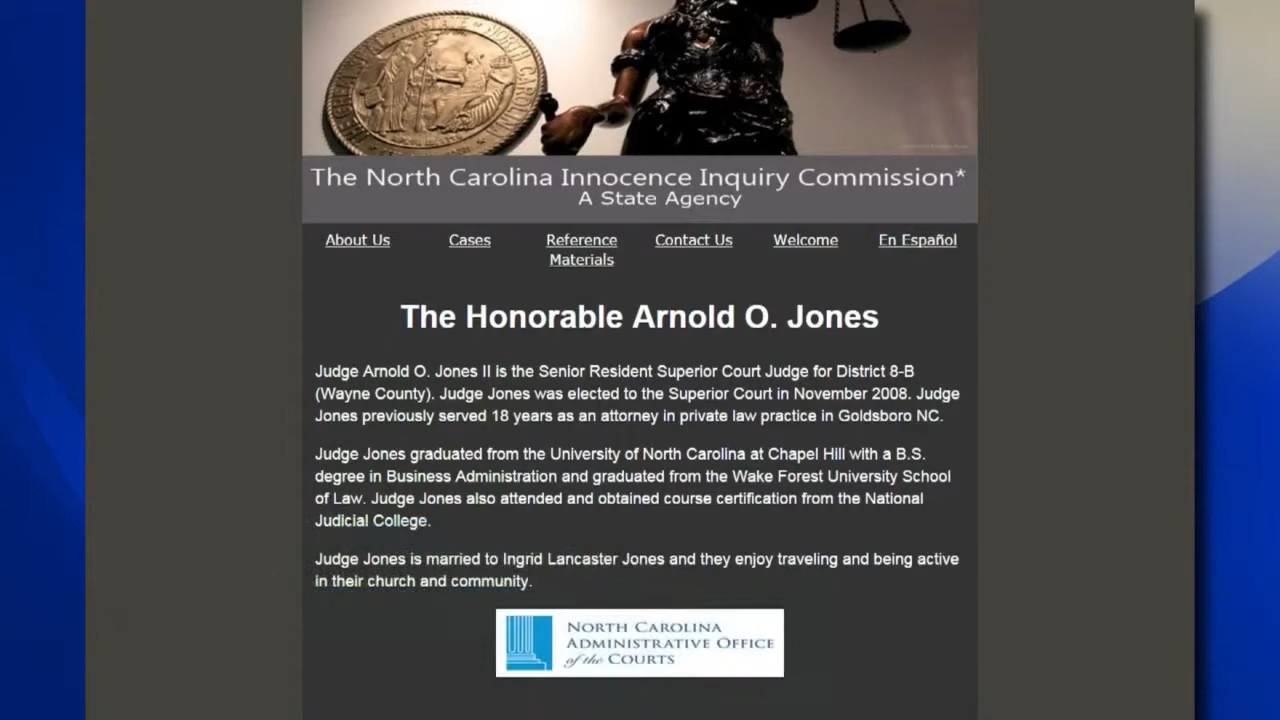 The North Carolina Innocence Inquiry Commission*
A State Agency
About Us Cases Reference Materials Contact Us Welcome En Español
The Honorable Arnold O. Jones
Judge Arnold O. Jones II is the Senior Resident Superior Court Judge for District 8-B
(Wayne County). Judge Jones was elected to the Superior Court in November 2008. Judge
Jones previously served 18 years as an attorney in private law practice in Goldsboro NC.
Judge Jones graduated from the University of North Carolina at Chapel Hill with a B.S.
degree in Business Administration and graduated from the Wake Forest University School
of Law. Judge Jones also attended and obtained course certification from the National
Judicial College.
Judge Jones is married to Ingrid Lancaster Jones and they enjoy traveling and being active
in their church and community.
NORTH CAROLINA
ADMINISTRATIVE OFFICE
of the COURTS